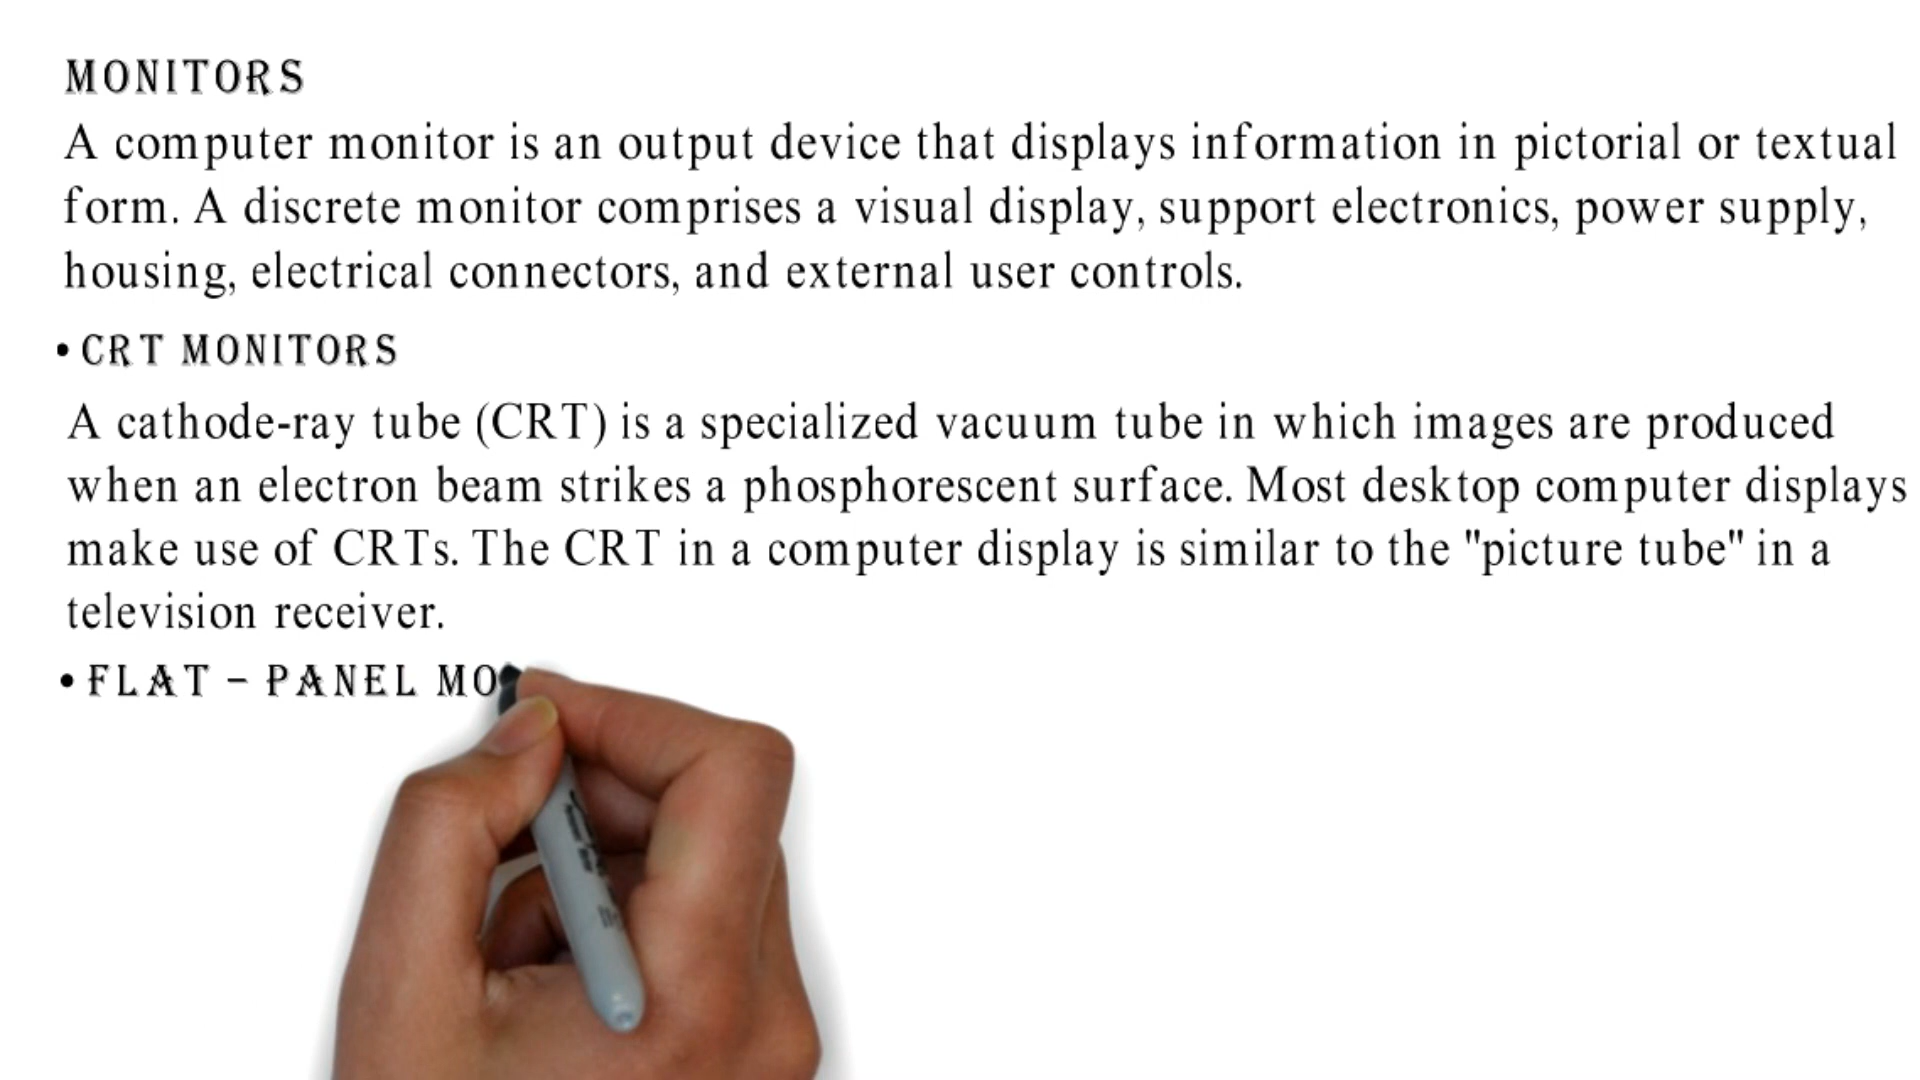 MONITORS
A computer monitor is an output device that displays information in pictorial or textual
form. A discrete monitor comprises a visual display, support electronics, power supply,
housing, electrical connectors, and external user controls.
• CRT MONITORS
A cathode-ray tube (CRT) is a specialized vacuum tube in which images are produced
when an electron beam strikes a phosphorescent surface. Most desktop computer displays
make use of CRTs. The CRT in a computer display is similar to the "picture tube" in a
television receiver.
• FLAT - PANEL MO